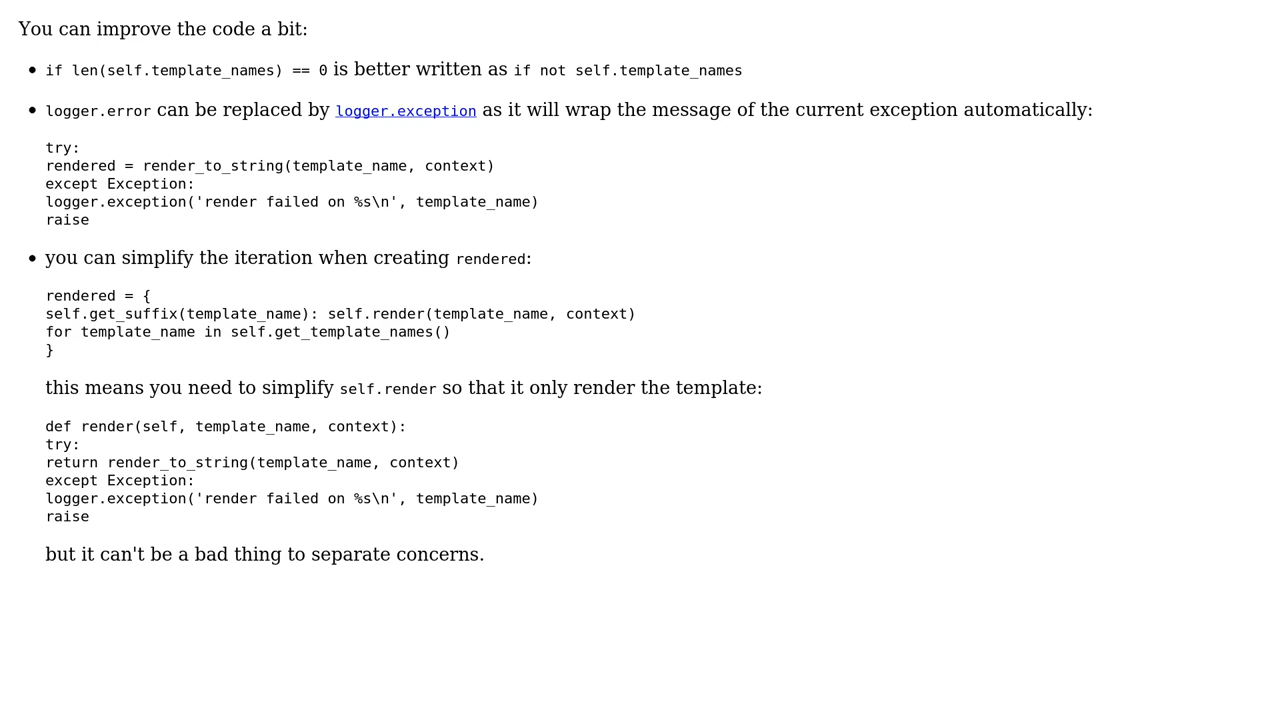 You can improve the code a bit:
• if len(self.template_names) == 0 is better written as if not self.template_names
• logger.error can be replaced by logger.exception as it will wrap the message of the current exception automatically:
try:
rendered = render_to_string(template_name, context)
except Exception:
logger.exception('render failed on %s\n', template_name)
raise
• you can simplify the iteration when creating rendered:
rendered = {
self.get_suffix(template_name): self.render(template_name, context)
for template_name in self.get_template_names()
}
this means you need to simplify self.render so that it only render the template:
def render(self, template_name, context):
try:
return render_to_string(template_name, context)
except Exception:
logger.exception('render failed on %s\n', template_name)
raise
but it can't be a bad thing to separate concerns.